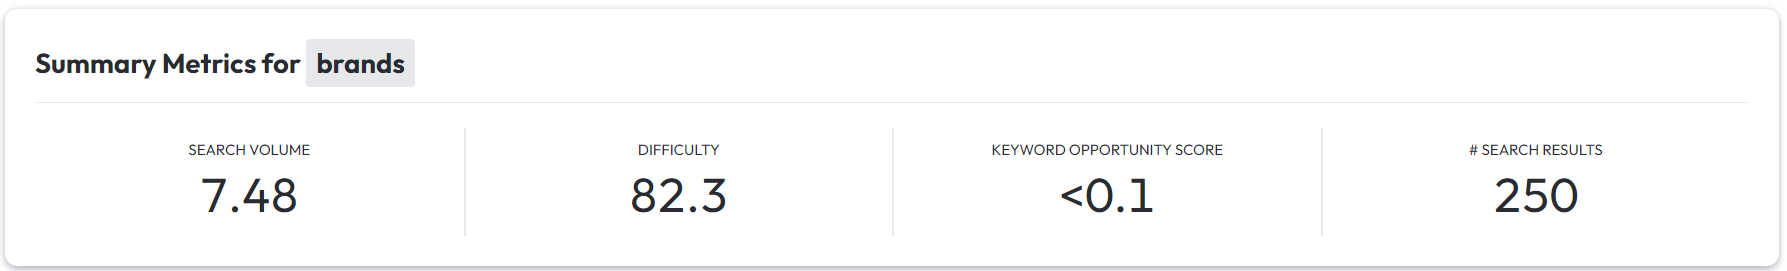 Summary Metrics for brands
SEARCH VOLUME
7.48
DIFFICULTY
82.3
KEYWORD OPPORTUNITY SCORE
<0.1
# SEARCH RESULTS
250